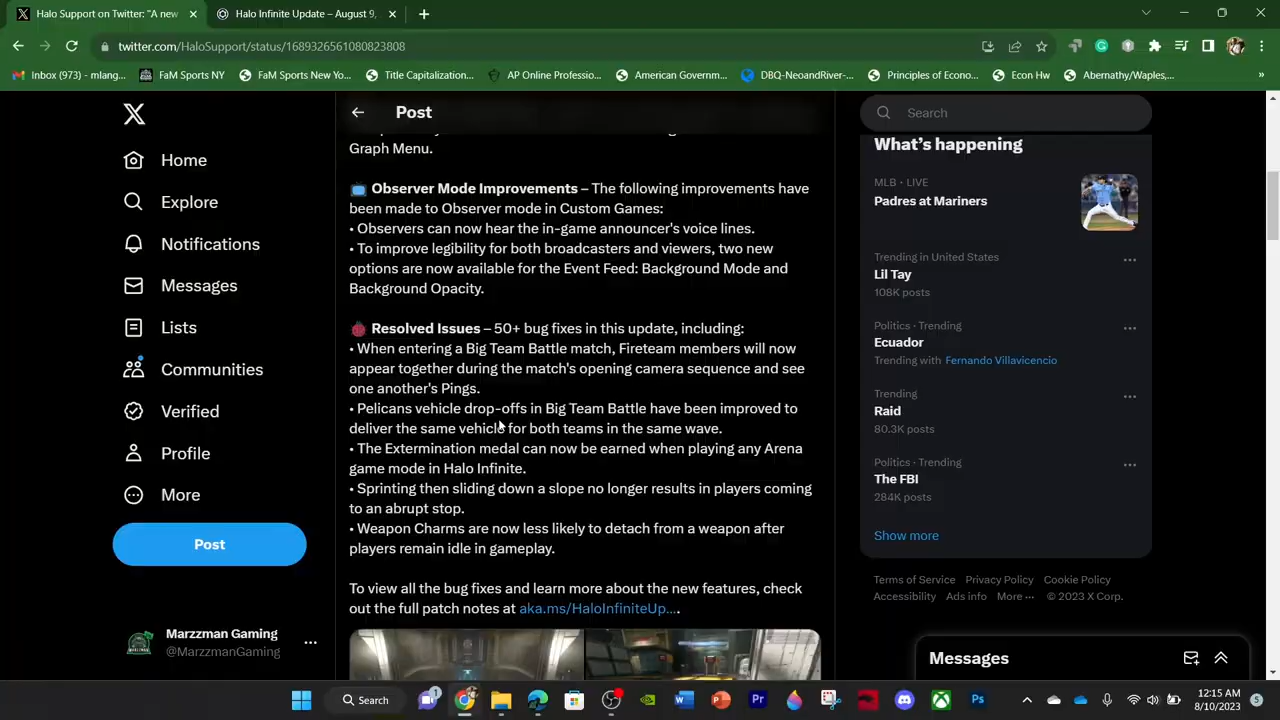 Halo Support on Twitter: "A new
Halo Infinite Update – August 9,
twitter.com/HaloSupport/status/1689326561080823808
Inbox (973) - mlang...
FaM Sports NY
FaM Sports New Yo...
Title Capitalization...
AP Online Professio...
American Governm...
DBQ-NeoandRiver-...
Principles of Econo...
Econ Hw
Abernathy/Waples,...
»
Home
Explore
Notifications
Messages
Lists
Communities
Verified
Profile
More
Post
Marzzman Gaming
@MarzzmanGaming
Post
Graph Menu.
Observer Mode Improvements – The following improvements have
been made to Observer mode in Custom Games:
• Observers can now hear the in-game announcer's voice lines.
• To improve legibility for both broadcasters and viewers, two new
options are now available for the Event Feed: Background Mode and
Background Opacity.
Resolved Issues – 50+ bug fixes in this update, including:
• When entering a Big Team Battle match, Fireteam members will now
appear together during the match's opening camera sequence and see
one another's Pings.
• Pelicans vehicle drop-offs in Big Team Battle have been improved to
deliver the same vehicle for both teams in the same wave.
• The Extermination medal can now be earned when playing any Arena
game mode in Halo Infinite.
• Sprinting then sliding down a slope no longer results in players coming
to an abrupt stop.
• Weapon Charms are now less likely to detach from a weapon after
players remain idle in gameplay.
To view all the bug fixes and learn more about the new features, check
out the full patch notes at aka.ms/HaloInfiniteUp....
Search
What's happening
MLB · LIVE
Padres at Mariners
Trending in United States
Lil Tay
108K posts
Politics · Trending
Ecuador
Trending with Fernando Villavicencio
Trending
Raid
80.3K posts
Politics · Trending
The FBI
284K posts
Show more
Terms of Service Privacy Policy Cookie Policy
Accessibility Ads info More ··· © 2023 X Corp.
Messages
Search
1
W
P
Pr
Ps
12:15 AM
8/10/2023
5